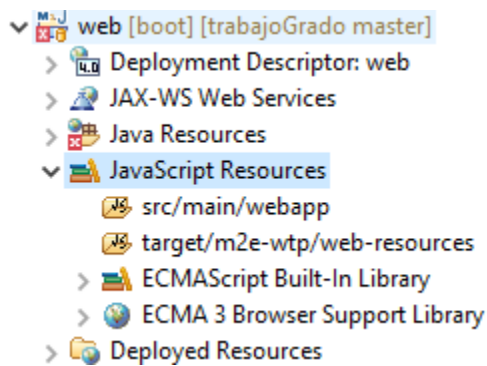 web [boot] [trabajoGrado master]
Deployment Descriptor: web
JAX-WS Web Services
Java Resources
JavaScript Resources
src/main/webapp
target/m2e-wtp/web-resources
ECMAScript Built-In Library
ECMA 3 Browser Support Library
Deployed Resources